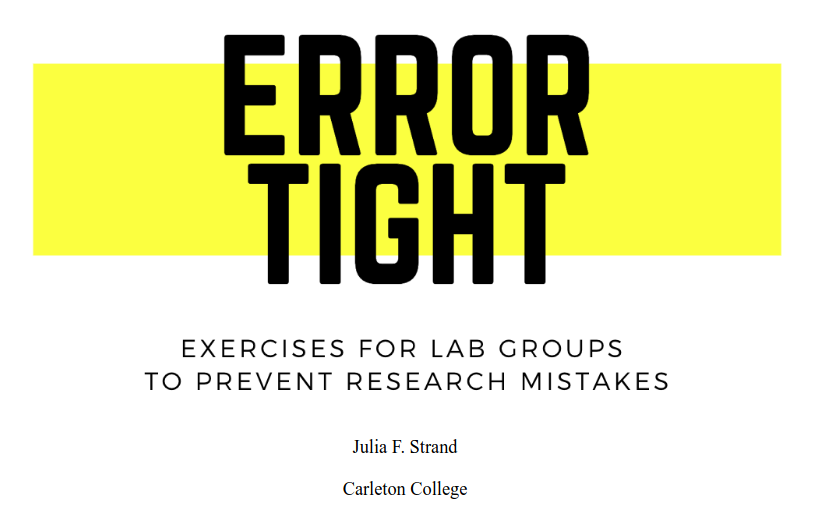 ERROR
TIGHT
EXERCISES FOR LAB GROUPS
TO PREVENT RESEARCH MISTAKES
Julia F. Strand
Carleton College